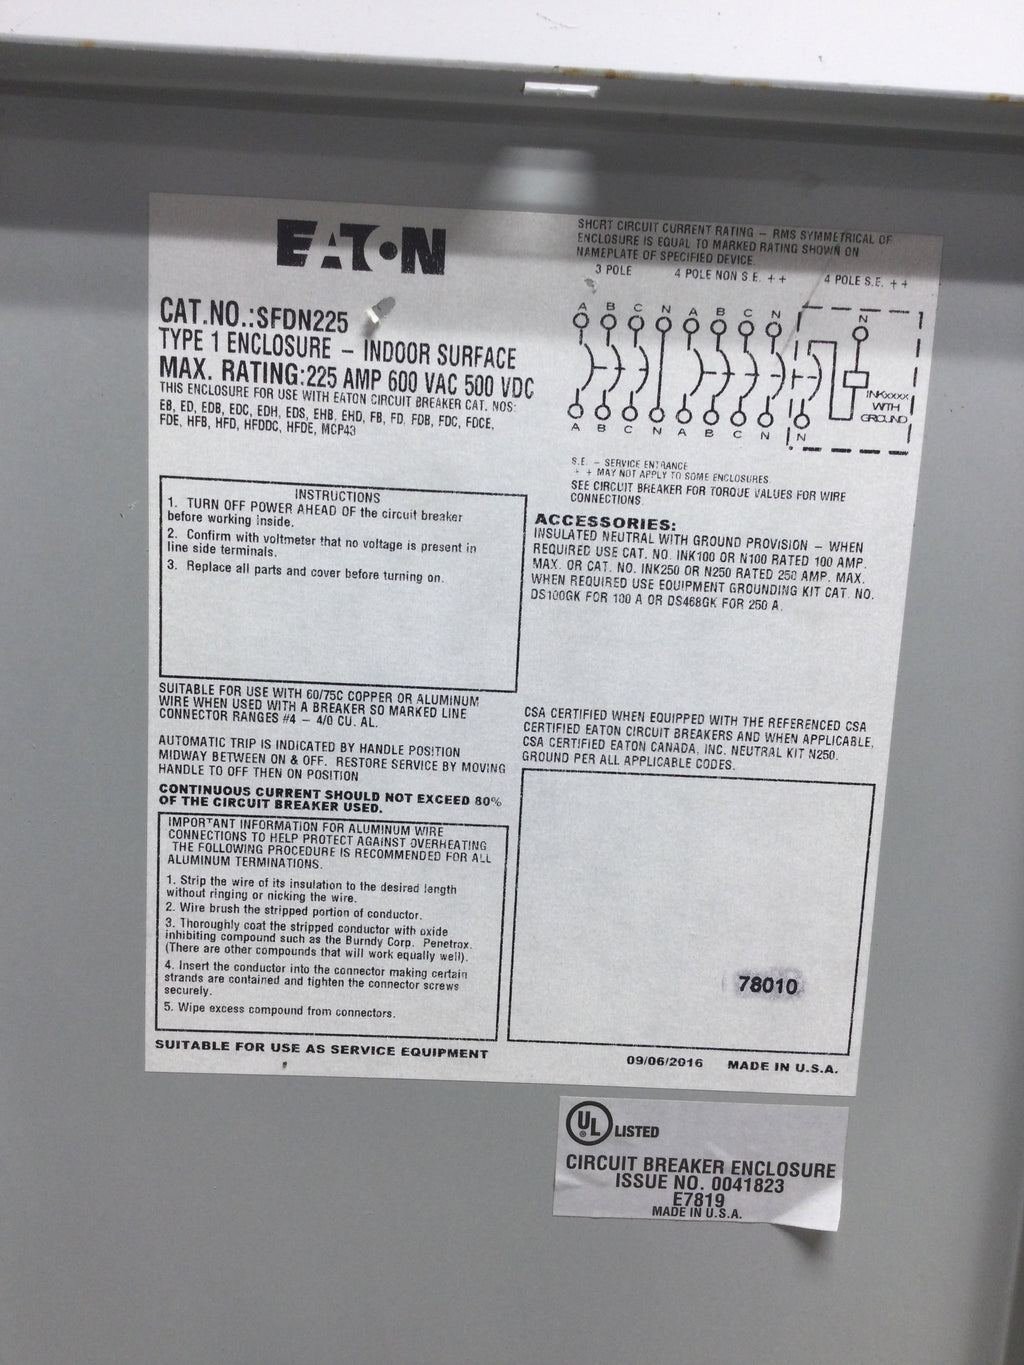 EATON
CAT.NO.:SFDN225
TYPE 1 ENCLOSURE – INDOOR SURFACE
MAX. RATING:225 AMP 600 VAC 500 VDC
THIS ENCLOSURE FOR USE WITH EATON CIRCUIT BREAKER CAT. NOS:
EB, ED, EDB, EDC, EDH, EDS, EHB, EHD, FB, FD, FDB, FDC, FDCE,
FDE, HFB, HFD, HFDDC, HFDE, MCP43
SHORT CIRCUIT CURRENT RATING – RMS SYMMETRICAL OF
ENCLOSURE IS EQUAL TO MARKED RATING SHOWN ON
NAMEPLATE OF SPECIFIED DEVICE.
3 POLE 4 POLE NON S.E. ++ 4 POLE S.E. ++
A B C N A B C N N
INKXXXX
WITH
GROUND
A B C N A B C N N
S.E. – SERVICE ENTRANCE
++ MAY NOT APPLY TO SOME ENCLOSURES.
SEE CIRCUIT BREAKER FOR TORQUE VALUES FOR WIRE
CONNECTIONS.
INSTRUCTIONS
1. TURN OFF POWER AHEAD OF the circuit breaker
before working inside.
2. Confirm with voltmeter that no voltage is present in
line side terminals.
3. Replace all parts and cover before turning on.
ACCESSORIES:
INSULATED NEUTRAL WITH GROUND PROVISION – WHEN
REQUIRED USE CAT. NO. INK100 OR N100 RATED 100 AMP.
MAX. OR CAT. NO. INK250 OR N250 RATED 250 AMP. MAX.
WHEN REQUIRED USE EQUIPMENT GROUNDING KIT CAT. NO.
DS100GK FOR 100 A OR DS468GK FOR 250 A.
SUITABLE FOR USE WITH 60/75C COPPER OR ALUMINUM
WIRE WHEN USED WITH A BREAKER SO MARKED LINE
CONNECTOR RANGES #4 – 4/0 CU. AL.
AUTOMATIC TRIP IS INDICATED BY HANDLE POSITION
MIDWAY BETWEEN ON & OFF. RESTORE SERVICE BY MOVING
HANDLE TO OFF THEN ON POSITION
CONTINUOUS CURRENT SHOULD NOT EXCEED 80%
OF THE CIRCUIT BREAKER USED.
CSA CERTIFIED WHEN EQUIPPED WITH THE REFERENCED CSA
CERTIFIED EATON CIRCUIT BREAKERS AND WHEN APPLICABLE,
CSA CERTIFIED EATON CANADA, INC. NEUTRAL KIT N250.
GROUND PER ALL APPLICABLE CODES.
IMPORTANT INFORMATION FOR ALUMINUM WIRE
CONNECTIONS TO HELP PROTECT AGAINST OVERHEATING
THE FOLLOWING PROCEDURE IS RECOMMENDED FOR ALL
ALUMINUM TERMINATIONS.
1. Strip the wire of its insulation to the desired length
without ringing or nicking the wire.
2. Wire brush the stripped portion of conductor.
3. Thoroughly coat the stripped conductor with oxide
inhibiting compound such as the Burndy Corp. Penetrox.
(There are other compounds that will work equally well).
4. Insert the conductor into the connector making certain
strands are contained and tighten the connector screws
securely.
5. Wipe excess compound from connectors.
78010
SUITABLE FOR USE AS SERVICE EQUIPMENT
09/06/2016 MADE IN U.S.A.
UL LISTED
CIRCUIT BREAKER ENCLOSURE
ISSUE NO. 0041823
E7819
MADE IN U.S.A.